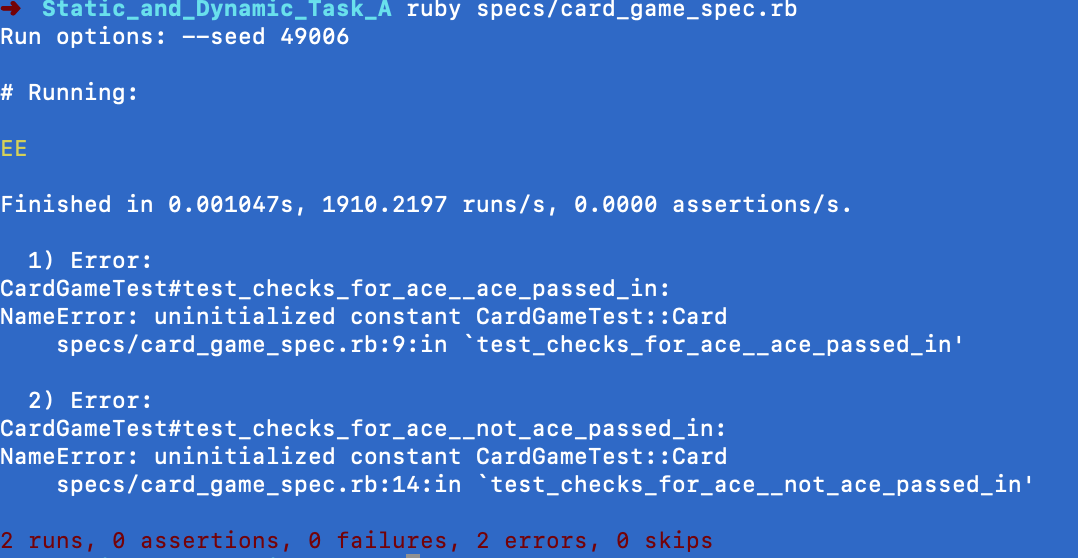 ➜ Static_and_Dynamic_Task_A ruby specs/card_game_spec.rb
Run options: --seed 49006
# Running:
EE
Finished in 0.001047s, 1910.2197 runs/s, 0.0000 assertions/s.
1) Error:
CardGameTest#test_checks_for_ace__ace_passed_in:
NameError: uninitialized constant CardGameTest::Card
specs/card_game_spec.rb:9:in `test_checks_for_ace__ace_passed_in'
2) Error:
CardGameTest#test_checks_for_ace__not_ace_passed_in:
NameError: uninitialized constant CardGameTest::Card
specs/card_game_spec.rb:14:in `test_checks_for_ace__not_ace_passed_in'
2 runs, 0 assertions, 0 failures, 2 errors, 0 skips